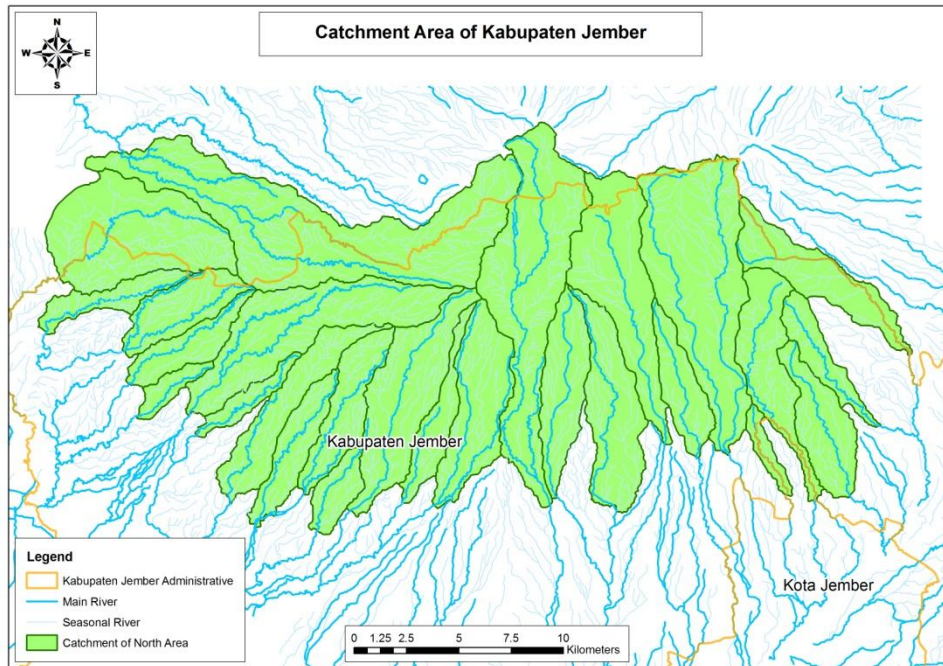 Catchment Area of Kabupaten Jember
N
W E
S
Kabupaten Jember
Kota Jember
Legend
Kabupaten Jember Administrative
Main River
Seasonal River
Catchment of North Area
0 1.25 2.5 5 7.5 10
Kilometers